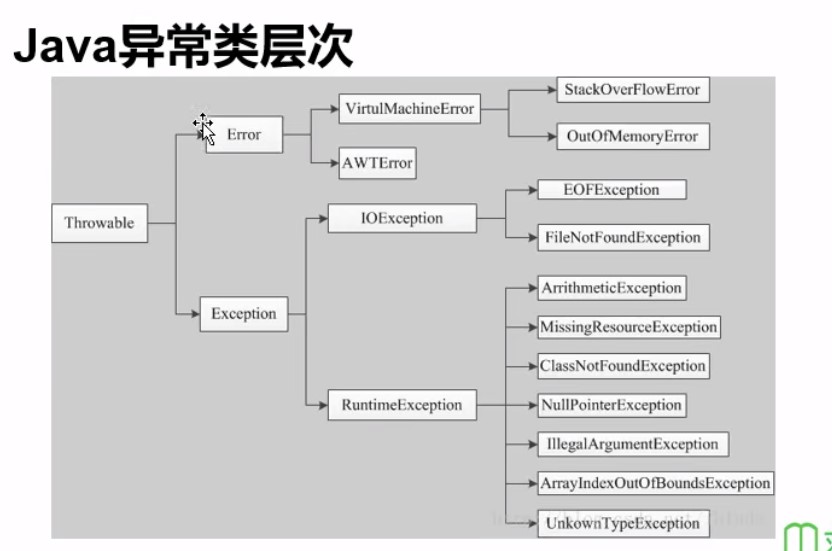 Java异常类层次
StackOverFlowError
VirtulMachineError
Error
OutOfMemoryError
AWTError
EOFException
Throwable
IOException
FileNotFoundException
ArrithmeticException
Exception
MissingResourceException
ClassNotFoundException
RuntimeException
NullPointerException
IllegalArgumentException
ArrayIndexOutOfBoundsException
UnkownTypeException